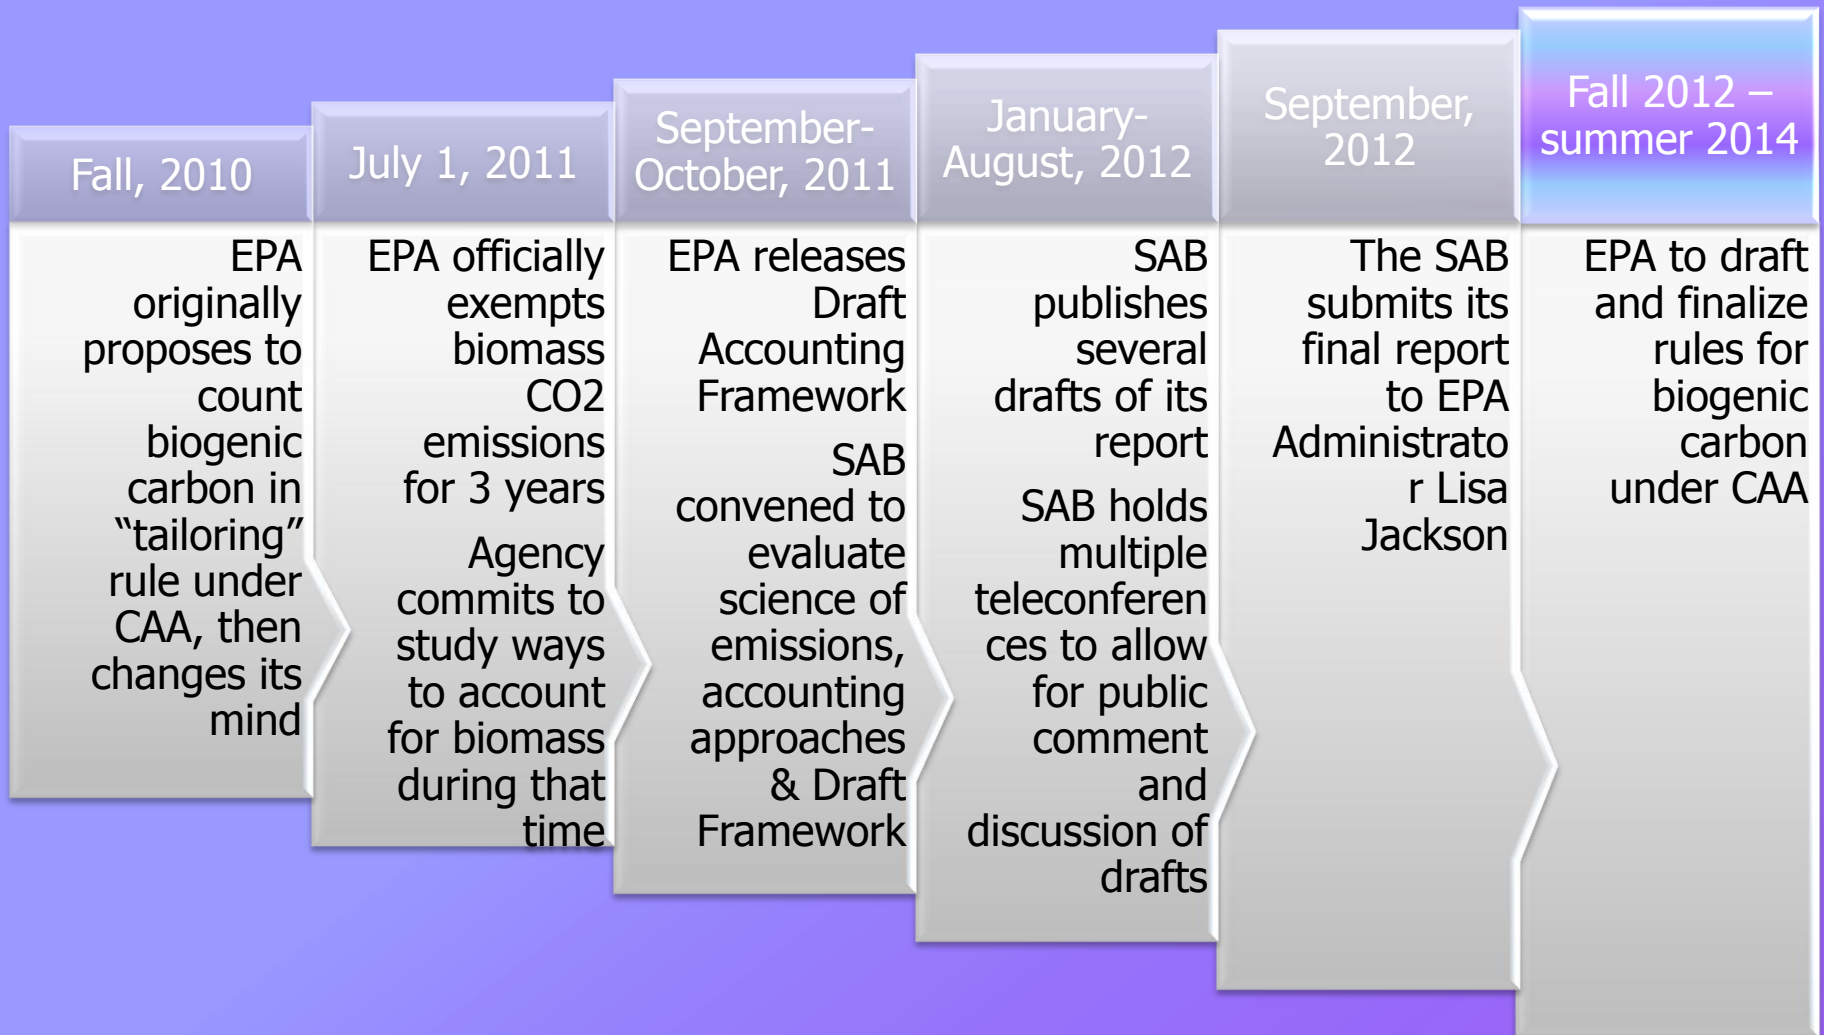 Fall, 2010
EPA
originally
proposes to
count
biogenic
carbon in
“tailoring”
rule under
CAA, then
changes its
mind
July 1, 2011
EPA officially
exempts
biomass
CO2
emissions
for 3 years
Agency
commits to
study ways
to account
for biomass
during that
time
September-
October, 2011
EPA releases
Draft
Accounting
Framework
SAB
convened to
evaluate
science of
emissions,
accounting
approaches
& Draft
Framework
January-
August, 2012
SAB
publishes
several
drafts of its
report
SAB holds
multiple
teleconferen
ces to allow
for public
comment
and
discussion of
drafts
September,
2012
The SAB
submits its
final report
to EPA
Administrato
r Lisa
Jackson
Fall 2012 –
summer 2014
EPA to draft
and finalize
rules for
biogenic
carbon
under CAA